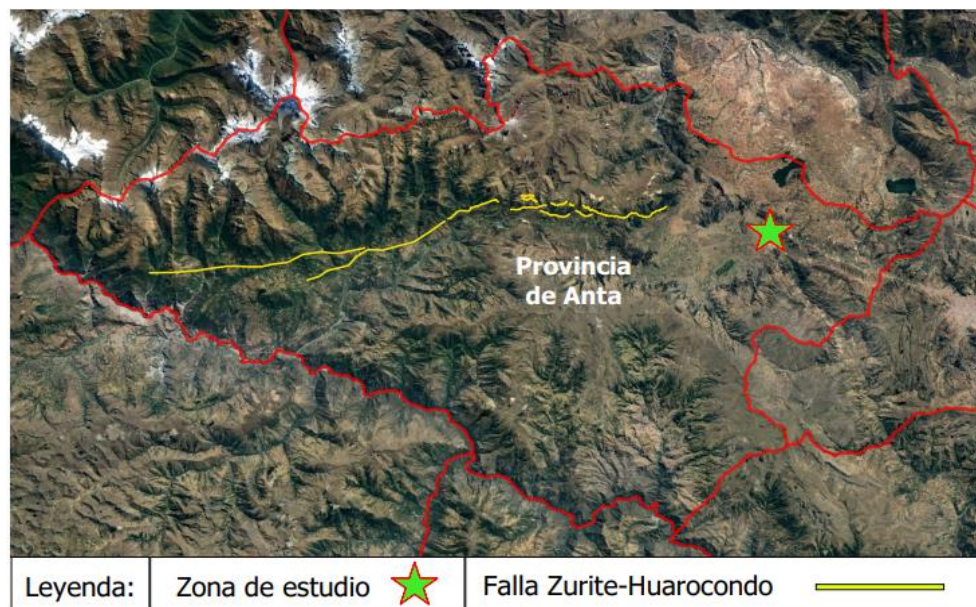 Provincia
de Anta
Leyenda:
Zona de estudio
Falla Zurite-Huarocondo